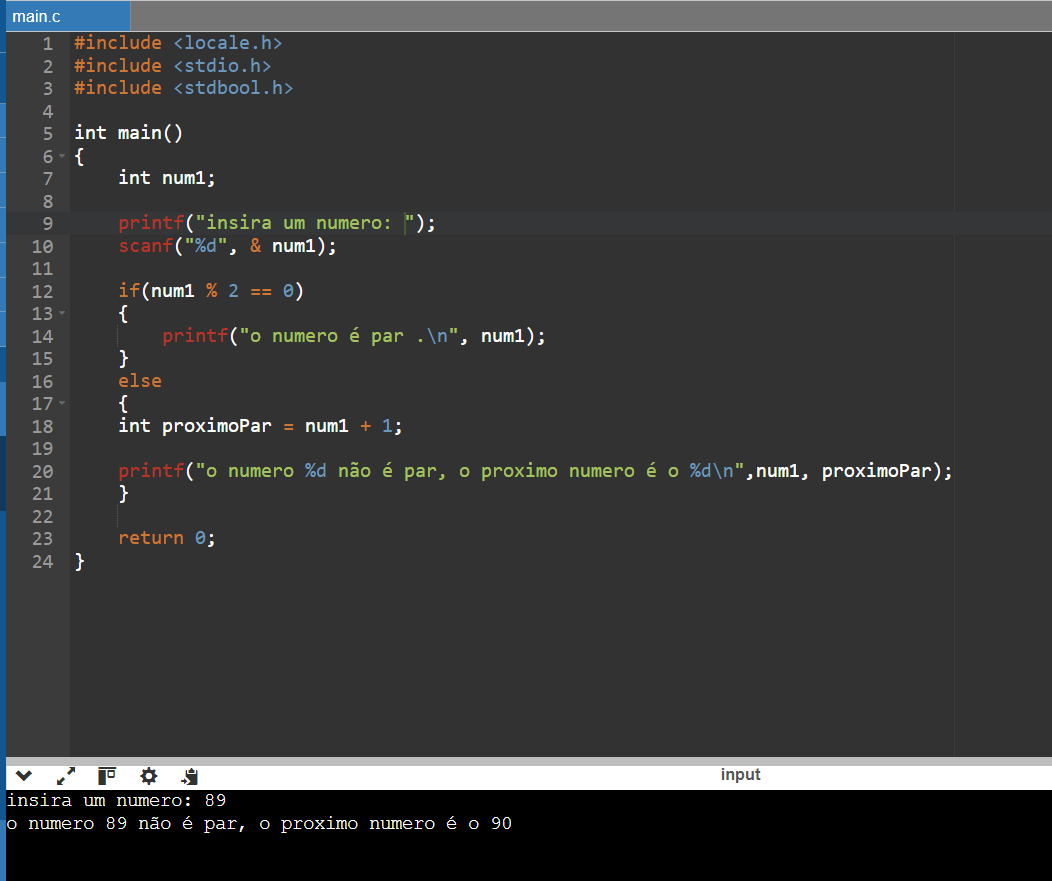 main.c
1 #include <locale.h>
2 #include <stdio.h>
3 #include <stdbool.h>
4
5 int main()
6 {
7     int num1;
8
9     printf("insira um numero: ");
10     scanf("%d", & num1);
11
12     if(num1 % 2 == 0)
13     {
14         printf("o numero é par .\n", num1);
15     }
16     else
17     {
18     int proximoPar = num1 + 1;
19
20     printf("o numero %d não é par, o proximo numero é o %d\n",num1, proximoPar);
21     }
22
23     return 0;
24 }
input
insira um numero: 89
o numero 89 não é par, o proximo numero é o 90